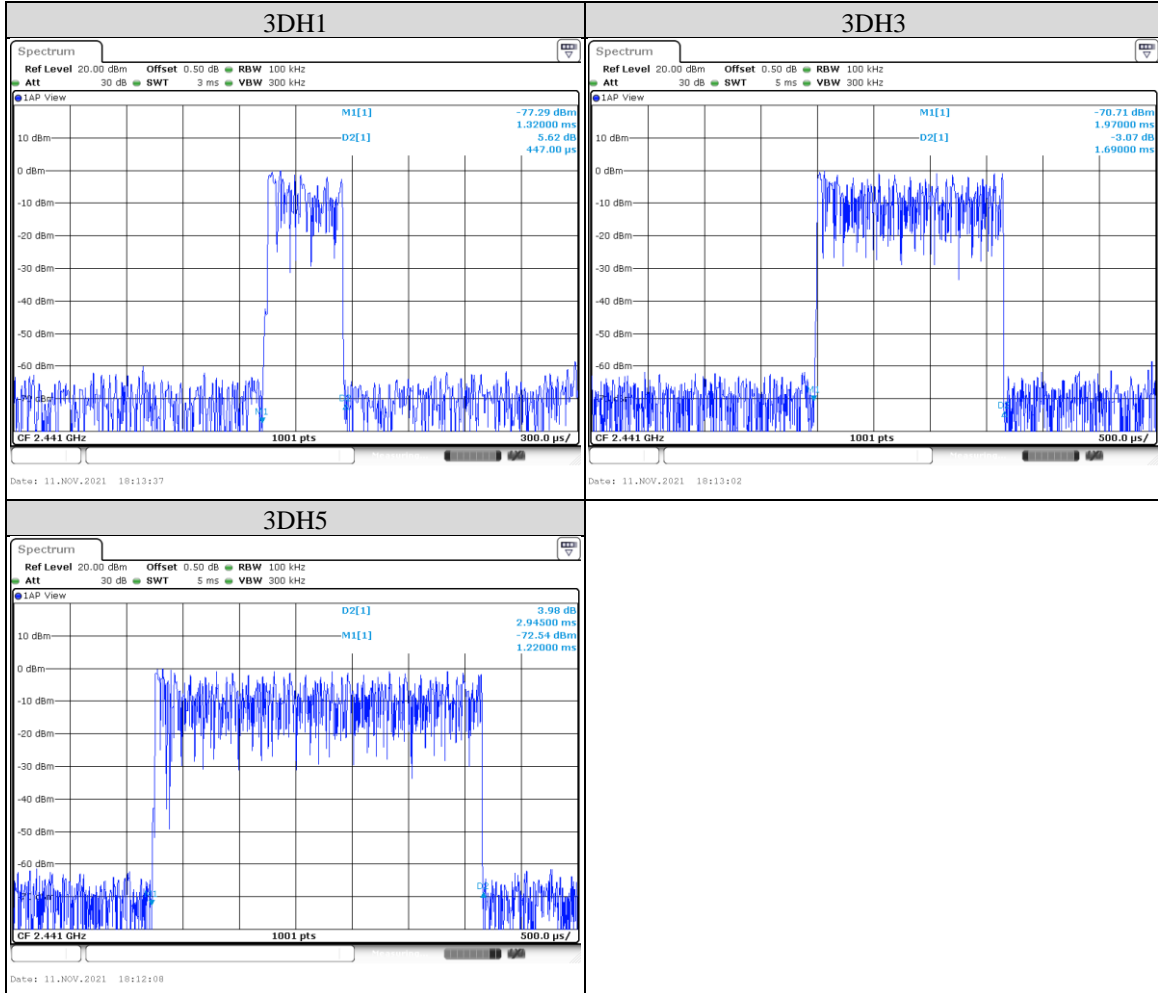 3DH1
Spectrum
Ref Level 20.00 dBm Offset 0.50 dB RBW 100 kHz
Att 30 dB SWT 3 ms VBW 300 kHz
1AP View
M1[1] -77.29 dBm
1.32000 ms
10 dBm D2[1] 5.62 dB
447.00 µs
0 dBm
-10 dBm
-20 dBm
-30 dBm
-40 dBm
-50 dBm
-60 dBm
M1
CF 2.441 GHz 1001 pts 300.0 µs/
Date: 11.NOV.2021 18:13:37
3DH3
Spectrum
Ref Level 20.00 dBm Offset 0.50 dB RBW 100 kHz
Att 30 dB SWT 5 ms VBW 300 kHz
1AP View
M1[1] -70.71 dBm
1.97000 ms
10 dBm D2[1] -3.07 dB
1.69000 ms
0 dBm
-10 dBm
-20 dBm
-30 dBm
-40 dBm
-50 dBm
-60 dBm
CF 2.441 GHz 1001 pts 500.0 µs/
Date: 11.NOV.2021 18:13:02
3DH5
Spectrum
Ref Level 20.00 dBm Offset 0.50 dB RBW 100 kHz
Att 30 dB SWT 5 ms VBW 300 kHz
1AP View
D2[1] 3.98 dB
2.94500 ms
10 dBm M1[1] -72.54 dBm
1.22000 ms
0 dBm
-10 dBm
-20 dBm
-30 dBm
-40 dBm
-50 dBm
-60 dBm
D2
CF 2.441 GHz 1001 pts 500.0 µs/
Date: 11.NOV.2021 18:12:08